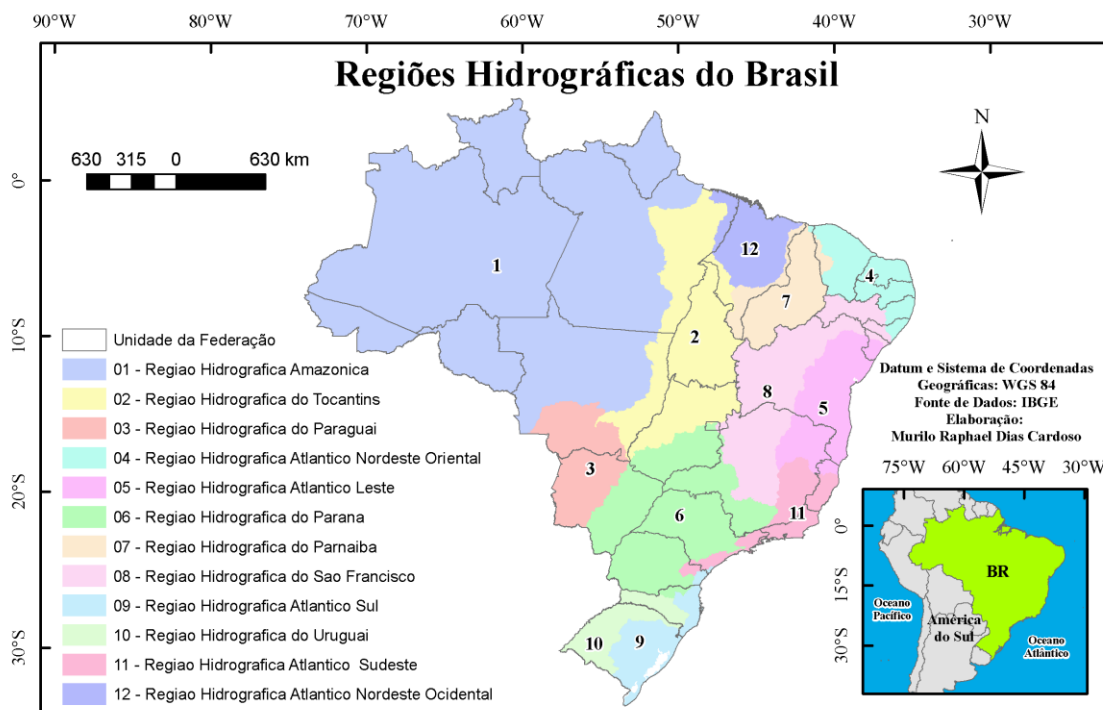 90°W 80°W 70°W 60°W 50°W 40°W 30°W
Regiões Hidrográficas do Brasil
N
630 315 0 630 km
0°
10°S
20°S
30°S
1
12
4
7
2
8
5
3
6
11
10
9
Unidade da Federação
01 - Regiao Hidrografica Amazonica
02 - Regiao Hidrografica do Tocantins
03 - Regiao Hidrografica do Paraguai
04 - Regiao Hidrografica Atlantico Nordeste Oriental
05 - Regiao Hidrografica Atlantico Leste
06 - Regiao Hidrografica do Parana
07 - Regiao Hidrografica do Parnaiba
08 - Regiao Hidrografica do Sao Francisco
09 - Regiao Hidrografica Atlantico Sul
10 - Regiao Hidrografica do Uruguai
11 - Regiao Hidrografica Atlantico Sudeste
12 - Regiao Hidrografica Atlantico Nordeste Ocidental
Datum e Sistema de Coordenadas
Geográficas: WGS 84
Fonte de Dados: IBGE
Elaboração:
Murilo Raphael Dias Cardoso
75°W 60°W 45°W 30°W
0°
15°S
30°S
BR
Oceano
Pacífico
América
do Sul
Oceano
Atlântico